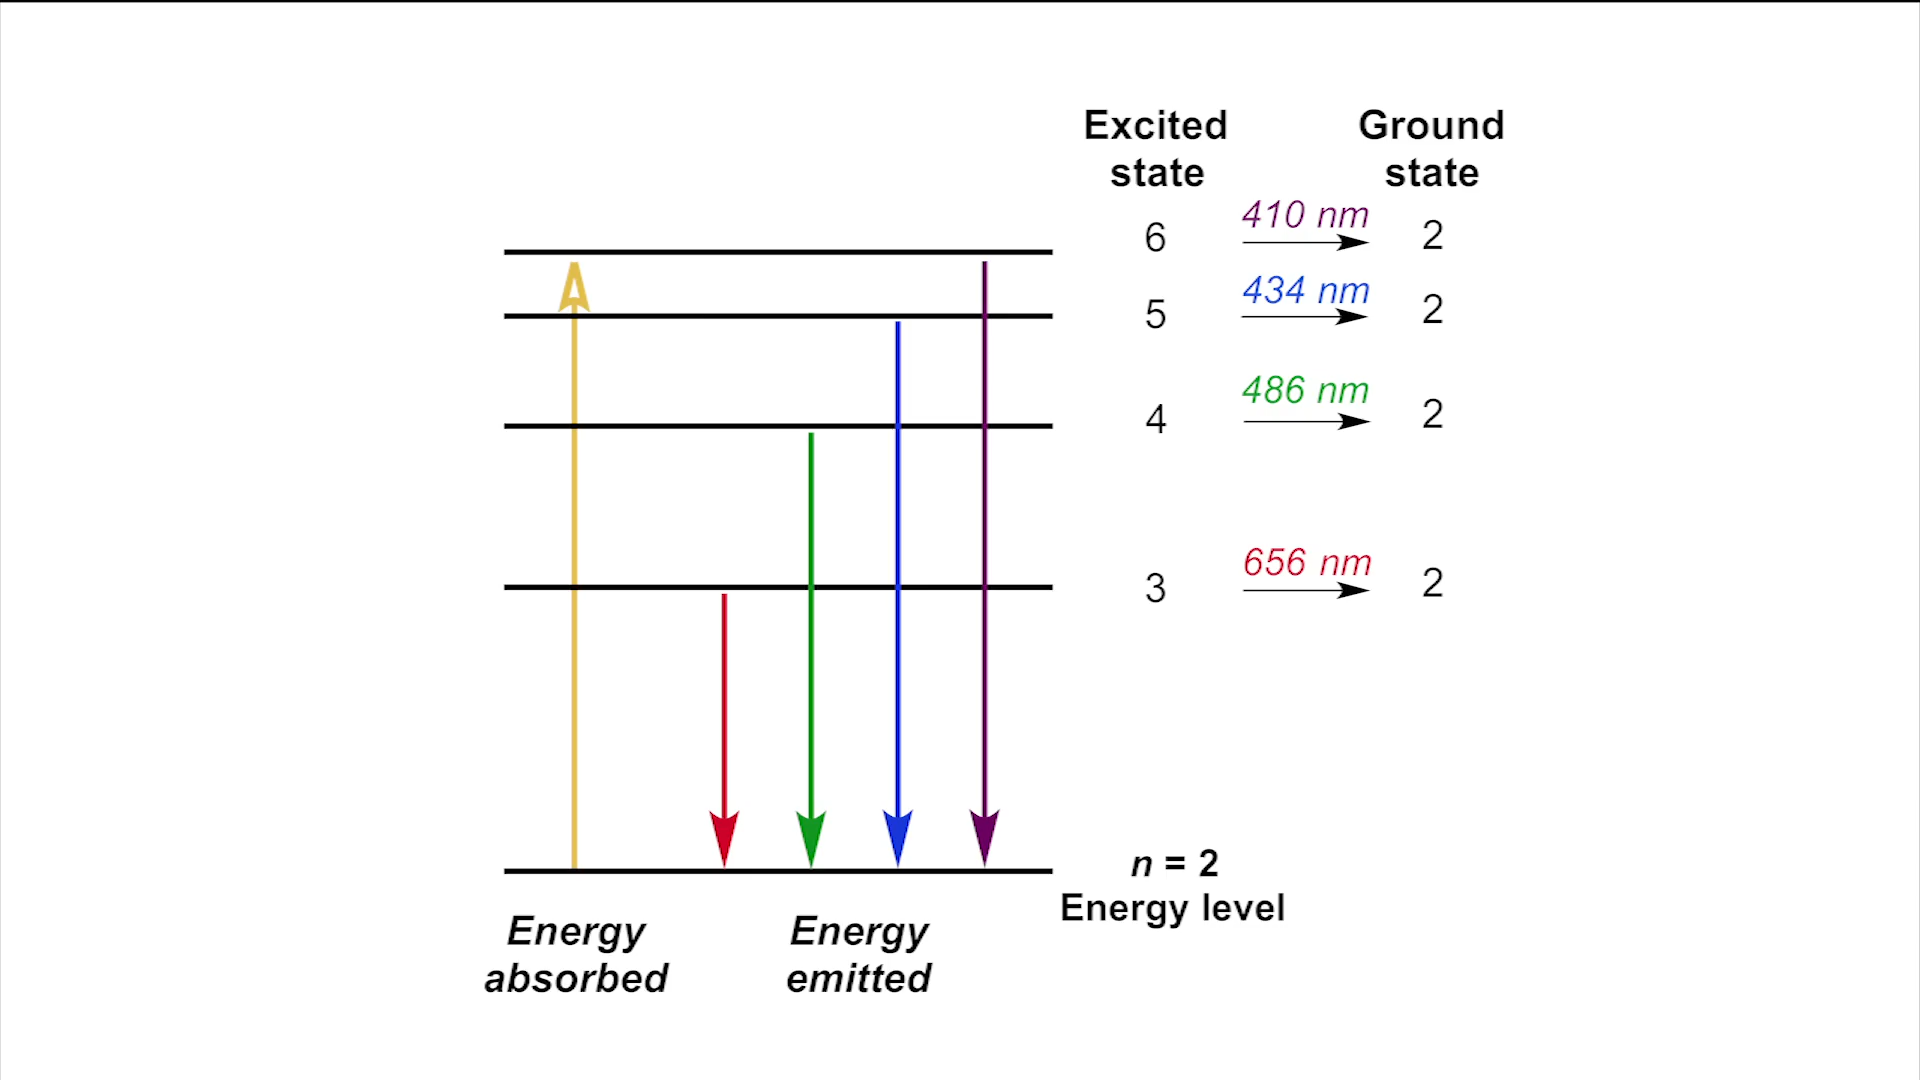 Excited Ground
state state
6 410 nm 2
5 434 nm 2
4 486 nm 2
3 656 nm 2
n = 2
Energy level
Energy
absorbed
Energy
emitted